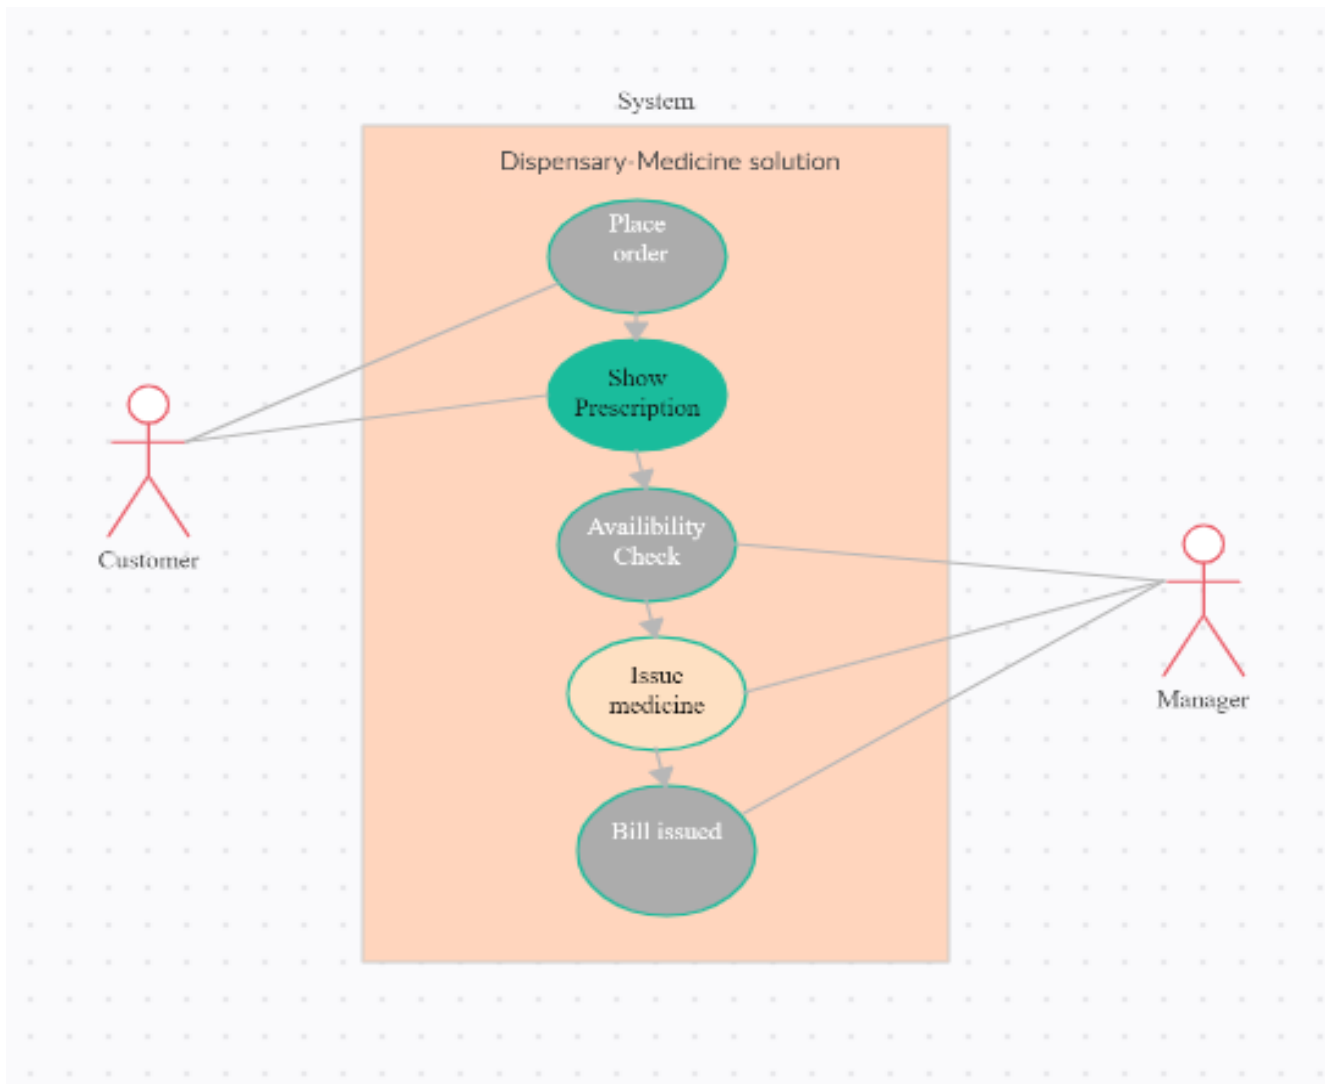 System
Dispensary-Medicine solution
Place
order
Show
Prescription
Availibility
Check
Customer
Issue
medicine
Manager
Bill issued